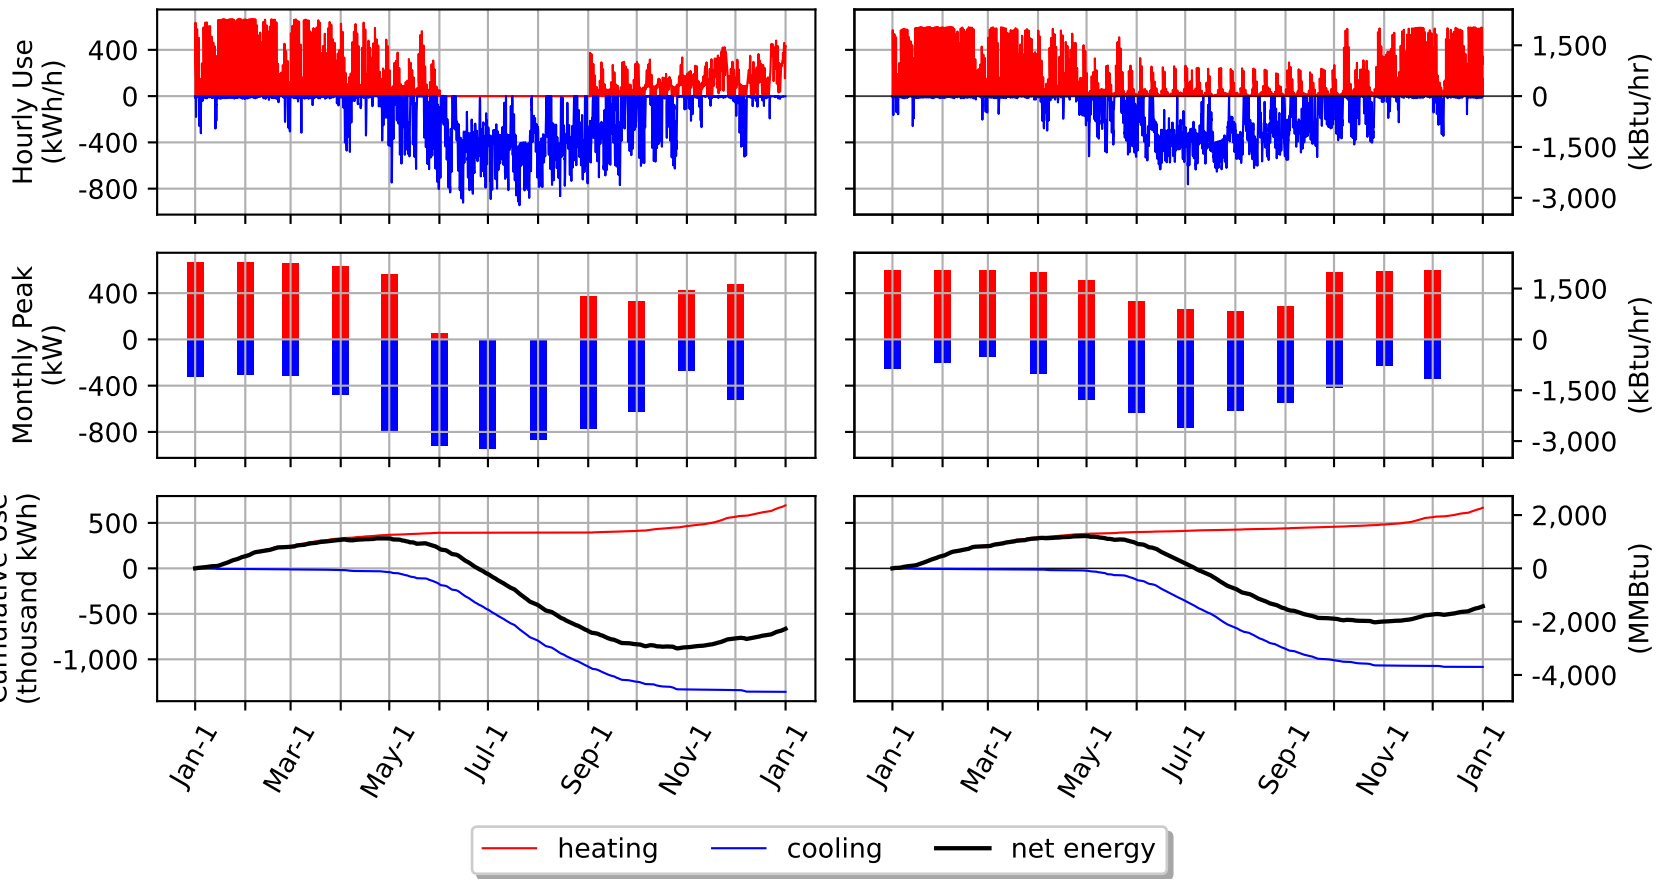 Hourly Use
(kWh/h)
400
0
-400
-800
1,500
0
-1,500
-3,000
(kBtu/hr)
Monthly Peak
(kW)
400
0
-400
-800
1,500
0
-1,500
-3,000
(kBtu/hr)
(thousand kWh)
500
0
-500
-1,000
2,000
0
-2,000
-4,000
(MMBtu)
Jan-1 Mar-1 May-1 Jul-1 Sep-1 Nov-1 Jan-1
Jan-1 Mar-1 May-1 Jul-1 Sep-1 Nov-1 Jan-1
heating cooling net energy